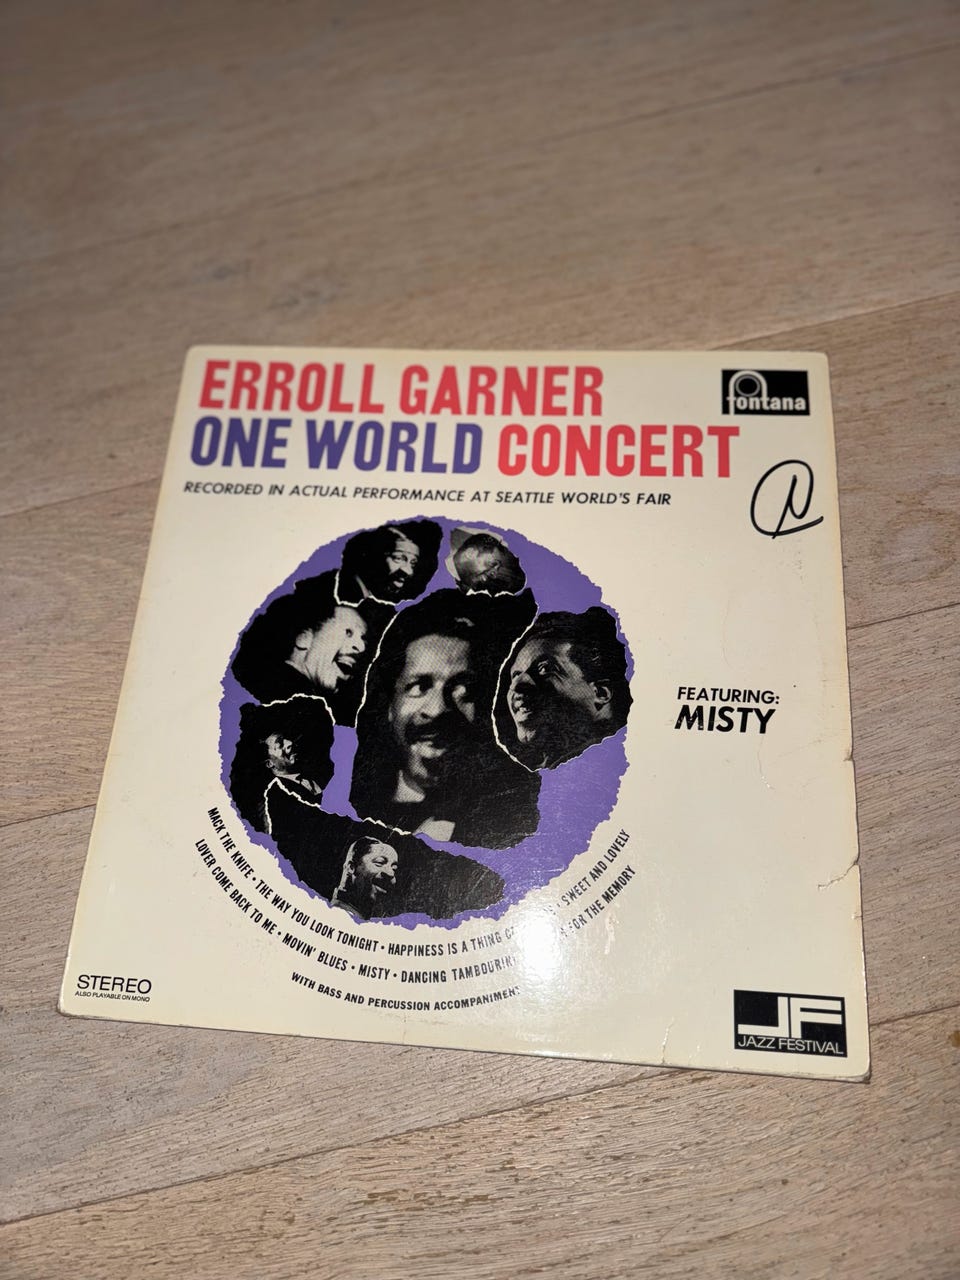 ERROLL GARNER
ONE WORLD CONCERT
fontana
RECORDED IN ACTUAL PERFORMANCE AT SEATTLE WORLD'S FAIR
FEATURING:
MISTY
MACK THE KNIFE • THE WAY YOU LOOK TONIGHT • HAPPINESS IS A THING • SWEET AND LOVELY
LOVER COME BACK TO ME • MOVIN' BLUES • MISTY • DANCING FOR THE MEMORY
WITH BASS AND PERCUSSION ACCOMPANIMENT
STEREO
ALSO PLAYABLE ON MONO
JF
JAZZ FESTIVAL